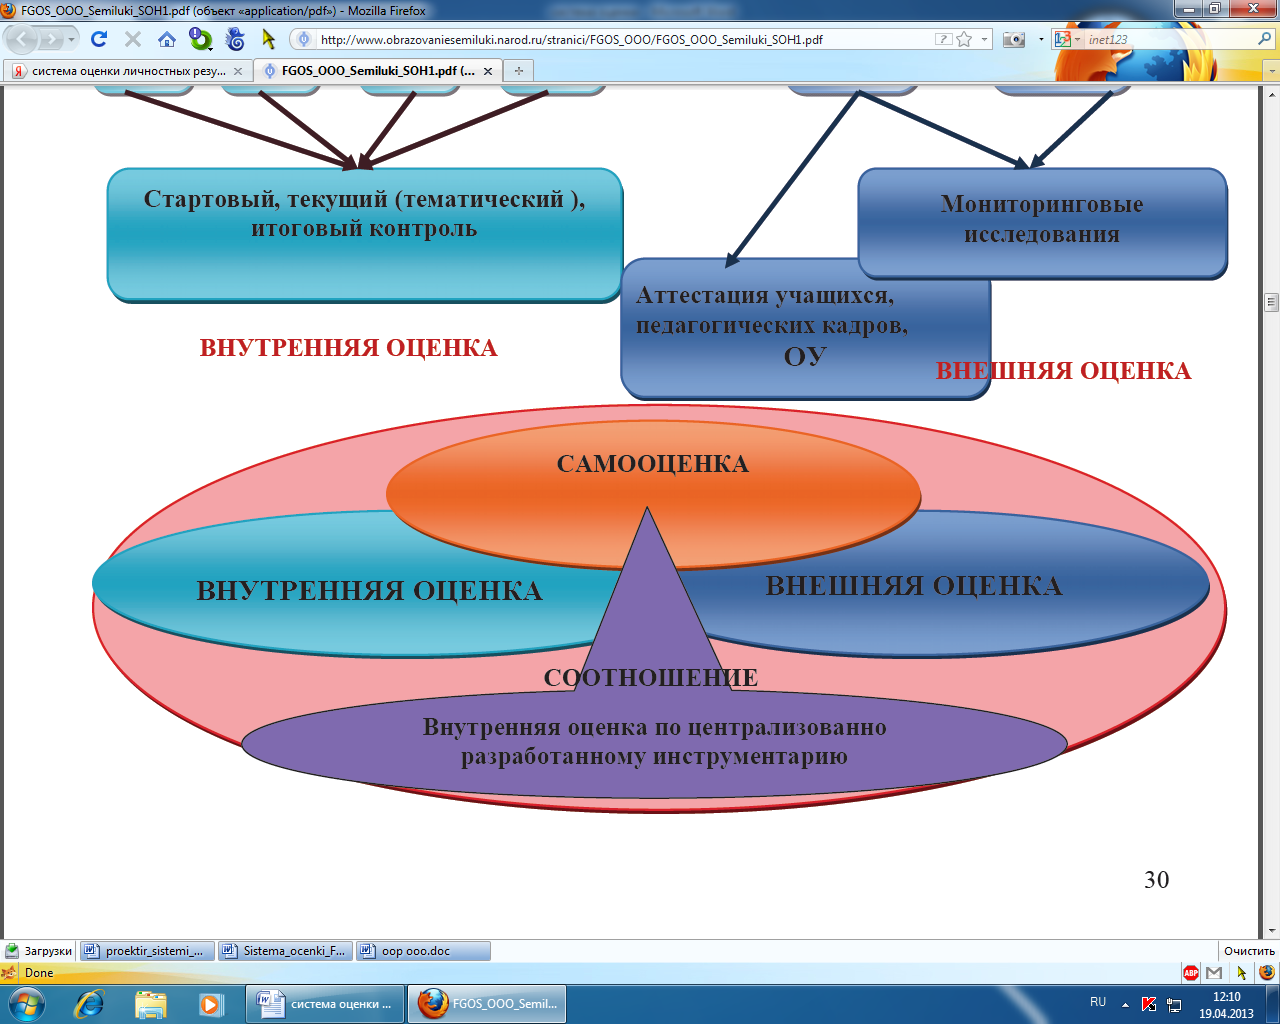 FGOS_OOO_Semiluki_SOH1.pdf (объект «application/pdf») - Mozilla Firefox
http://www.obrazovaniesemiluki.narod.ru/stranici/FGOS_OOO/FGOS_OOO_Semiluki_SOH1.pdf
inet123
система оценки личностных резу...
FGOS_OOO_Semiluki_SOH1.pdf (...
Стартовый, текущий (тематический ),
итоговый контроль
Мониторинговые
исследования
Аттестация учащихся,
педагогических кадров,
ОУ
ВНУТРЕННЯЯ ОЦЕНКА
ВНЕШНЯЯ ОЦЕНКА
САМООЦЕНКА
ВНУТРЕННЯЯ ОЦЕНКА
ВНЕШНЯЯ ОЦЕНКА
СООТНОШЕНИЕ
Внутренняя оценка по централизованно
разработанному инструментарию
30
Загрузки
proektir_sistemi_...
Sistema_ocenki_F...
oop ooo.doc
Очистить
Done
ABP
система оценки ...
FGOS_OOO_Semil...
RU
12:10
19.04.2013